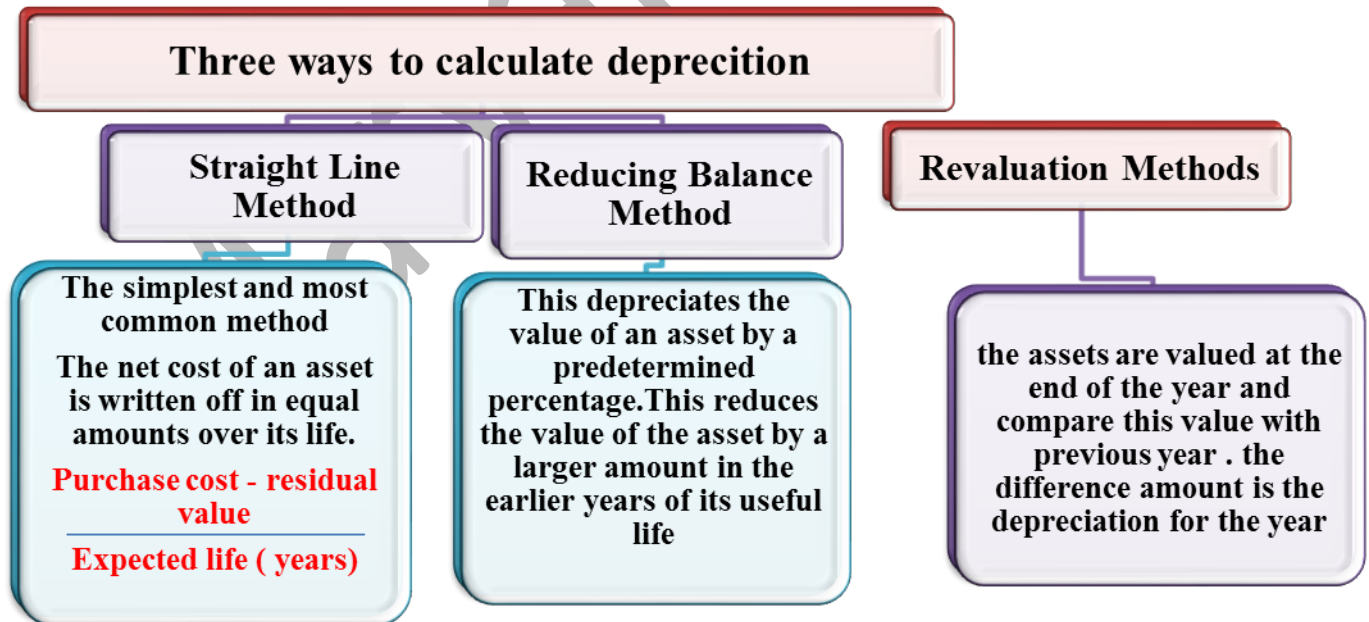 Three ways to calculate deprecition
Straight Line
Method
The simplest and most
common method
The net cost of an asset
is written off in equal
amounts over its life.
Purchase cost - residual
value
Expected life ( years)
Reducing Balance
Method
This depreciates the
value of an asset by a
predetermined
percentage.This reduces
the value of the asset by a
larger amount in the
earlier years of its useful
life
Revaluation Methods
the assets are valued at the
end of the year and
compare this value with
previous year . the
difference amount is the
depreciation for the year